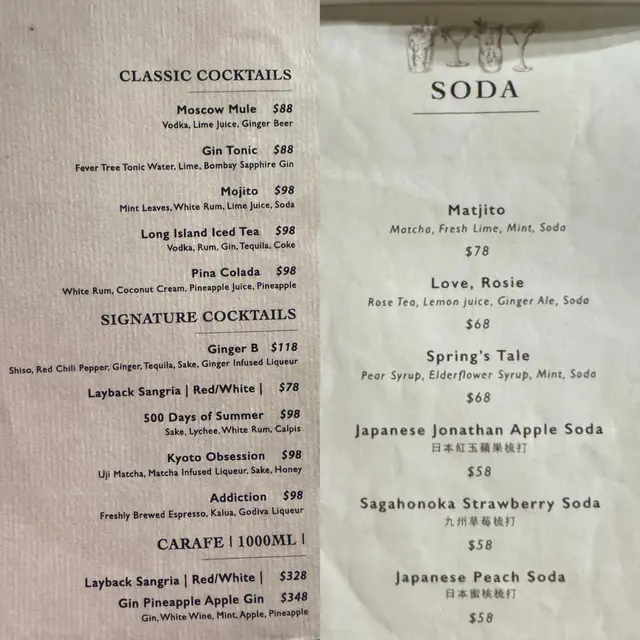 CLASSIC COCKTAILS
Moscow Mule $88
Vodka, Lime Juice, Ginger Beer
Gin Tonic $88
Fever Tree Tonic Water, Lime, Bombay Sapphire Gin
Mojito $98
Mint Leaves, White Rum, Lime Juice, Soda
Long Island Iced Tea $98
Vodka, Rum, Gin, Tequila, Coke
Pina Colada $98
White Rum, Coconut Cream, Pineapple Juice, Pineapple
SIGNATURE COCKTAILS
Ginger B $118
Shiso, Red Chili Pepper, Ginger, Tequila, Sake, Ginger Infused Liqueur
Layback Sangria | Red/White | $78
500 Days of Summer $98
Sake, Lychee, White Rum, Calpis
Kyoto Obsession $98
Uji Matcha, Matcha Infused Liqueur, Sake, Honey
Addiction $98
Freshly Brewed Espresso, Kalua, Godiva Liqueur
CARAFE | 1000ML |
Layback Sangria | Red/White | $328
Gin Pineapple Apple Gin $348
Gin, White Wine, Mint, Apple, Pineapple
SODA
Matjito
Matcha, Fresh Lime, Mint, Soda
$78
Love, Rosie
Rose Tea, Lemon juice, Ginger Ale, Soda
$68
Spring's Tale
Pear Syrup, Elderflower Syrup, Mint, Soda
$68
Japanese Jonathan Apple Soda
日本紅玉蘋果梳打
$58
Sagahonoka Strawberry Soda
九州草莓梳打
$58
Japanese Peach Soda
日本蜜桃梳打
$58